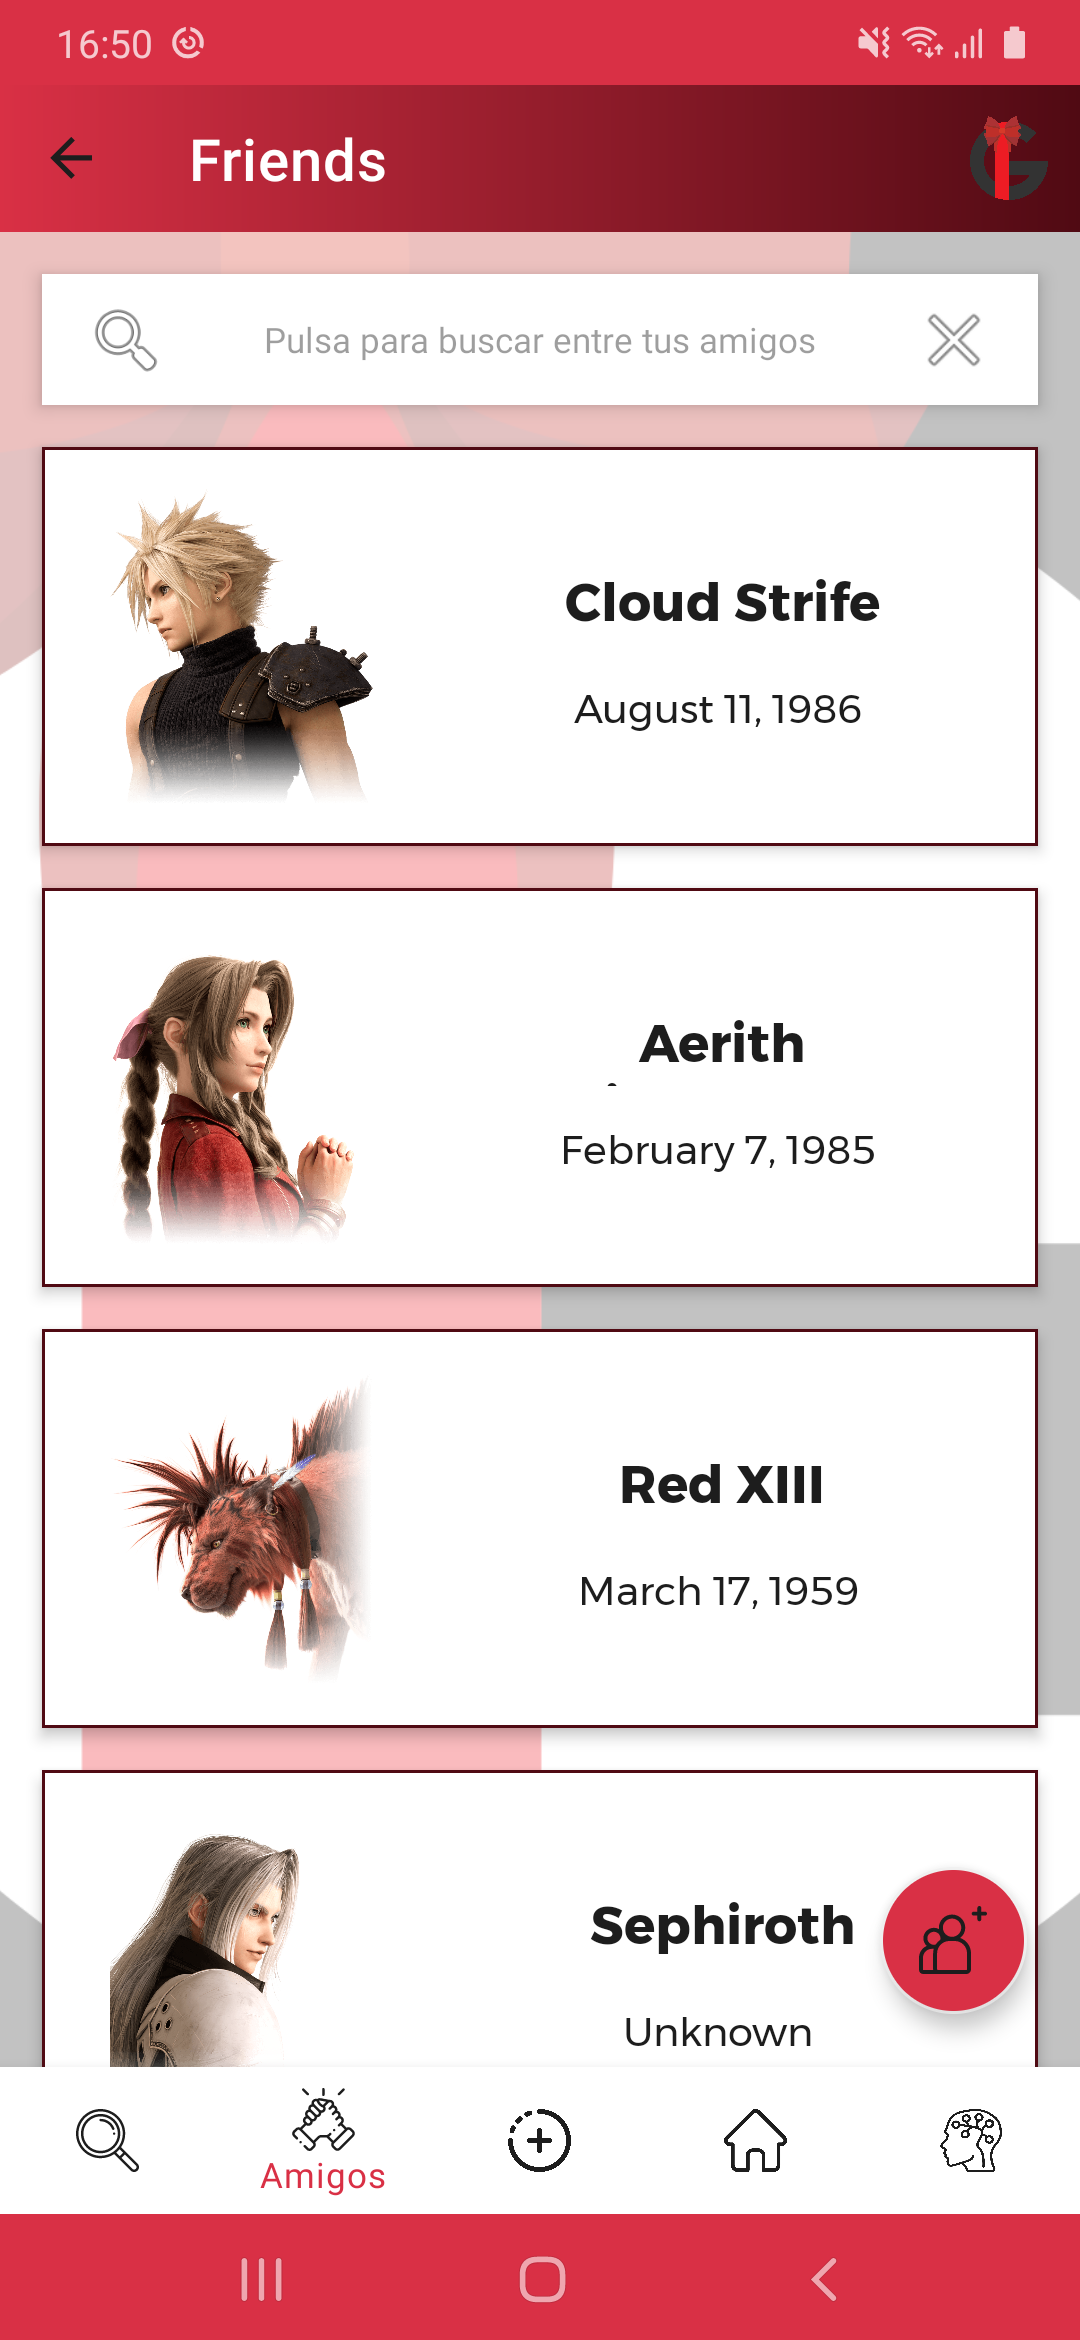 16:50
Friends
Pulsa para buscar entre tus amigos
Cloud Strife
August 11, 1986
Aerith
February 7, 1985
Red XIII
March 17, 1959
Sephiroth
Unknown
Amigos